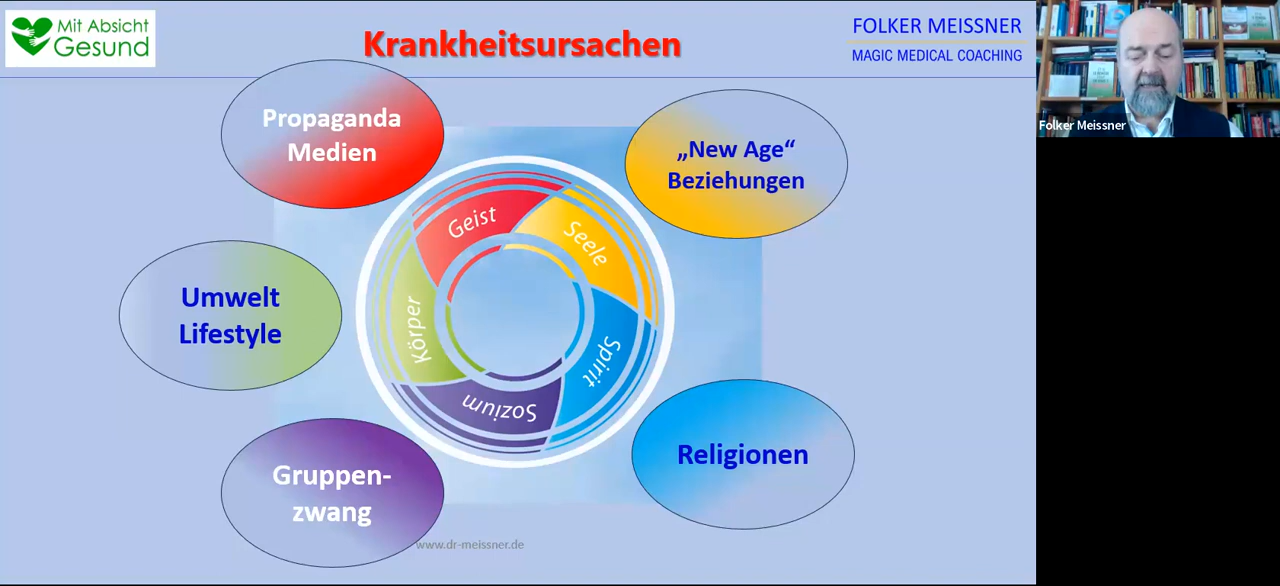 Mit Absicht
Gesund
Krankheitsursachen
FOLKER MEISSNER
MAGIC MEDICAL COACHING
Folker Meissner
Propaganda
Medien
„New Age“
Beziehungen
Geist
Seele
Umwelt
Lifestyle
Körper
Spirit
Sozium
Religionen
Gruppen-
zwang
www.dr-meissner.de